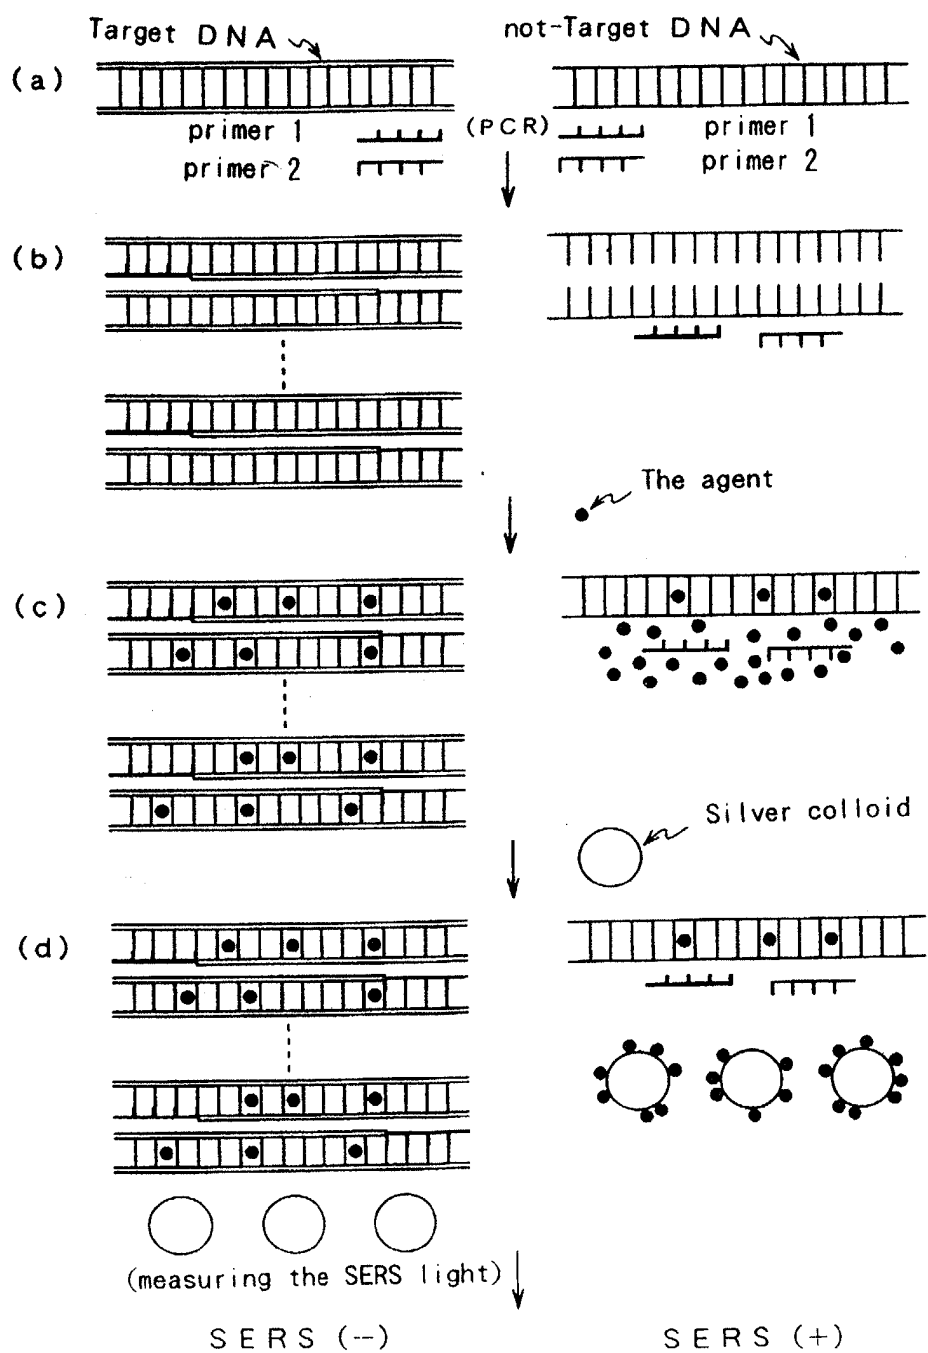 Target DNA
not-Target DNA
(a)
primer 1
(PCR)
primer 1
primer 2
primer 2
(b)
The agent
(c)
Silver colloid
(d)
(measuring the SERS light)
SERS (−)
SERS (+)